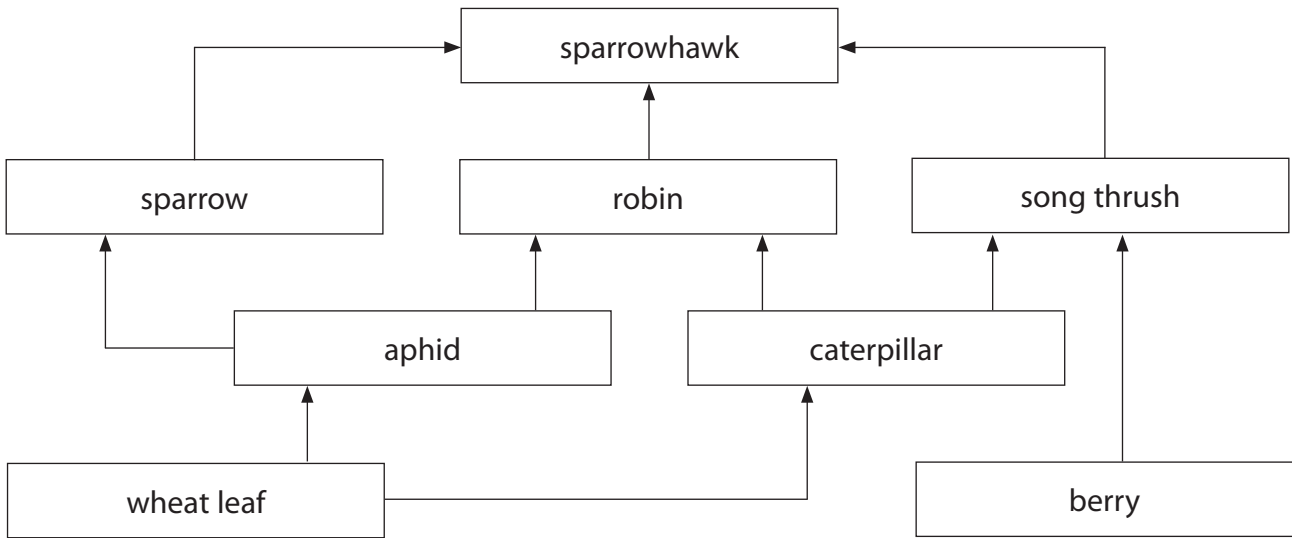 sparrowhawk
sparrow
robin
song thrush
aphid
caterpillar
wheat leaf
berry